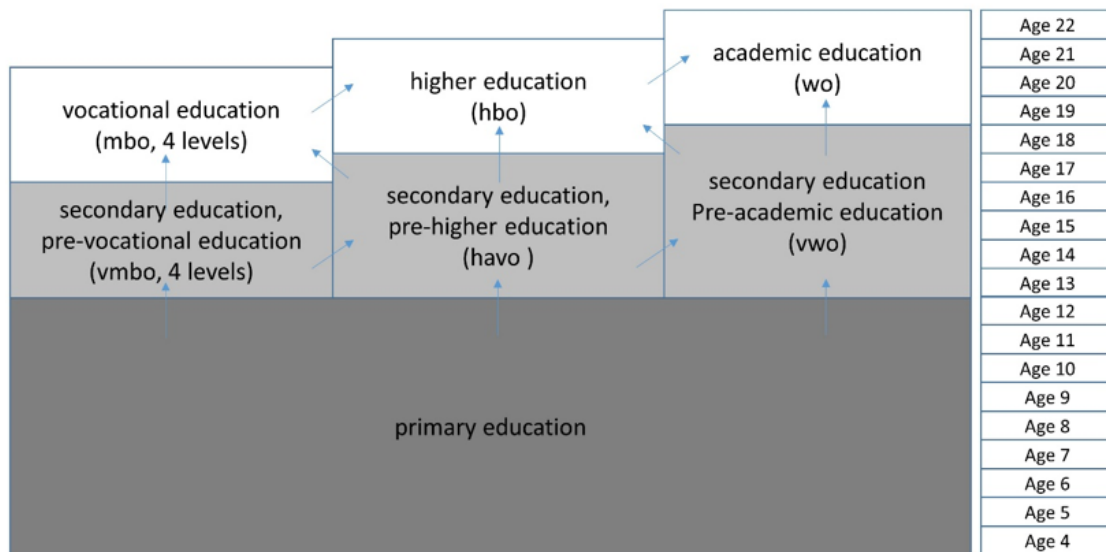 vocational education
(mbo, 4 levels)
higher education
(hbo)
academic education
(wo)
secondary education,
pre-vocational education
(vmbo, 4 levels)
secondary education,
pre-higher education
(havo )
secondary education
Pre-academic education
(vwo)
primary education
Age 22
Age 21
Age 20
Age 19
Age 18
Age 17
Age 16
Age 15
Age 14
Age 13
Age 12
Age 11
Age 10
Age 9
Age 8
Age 7
Age 6
Age 5
Age 4